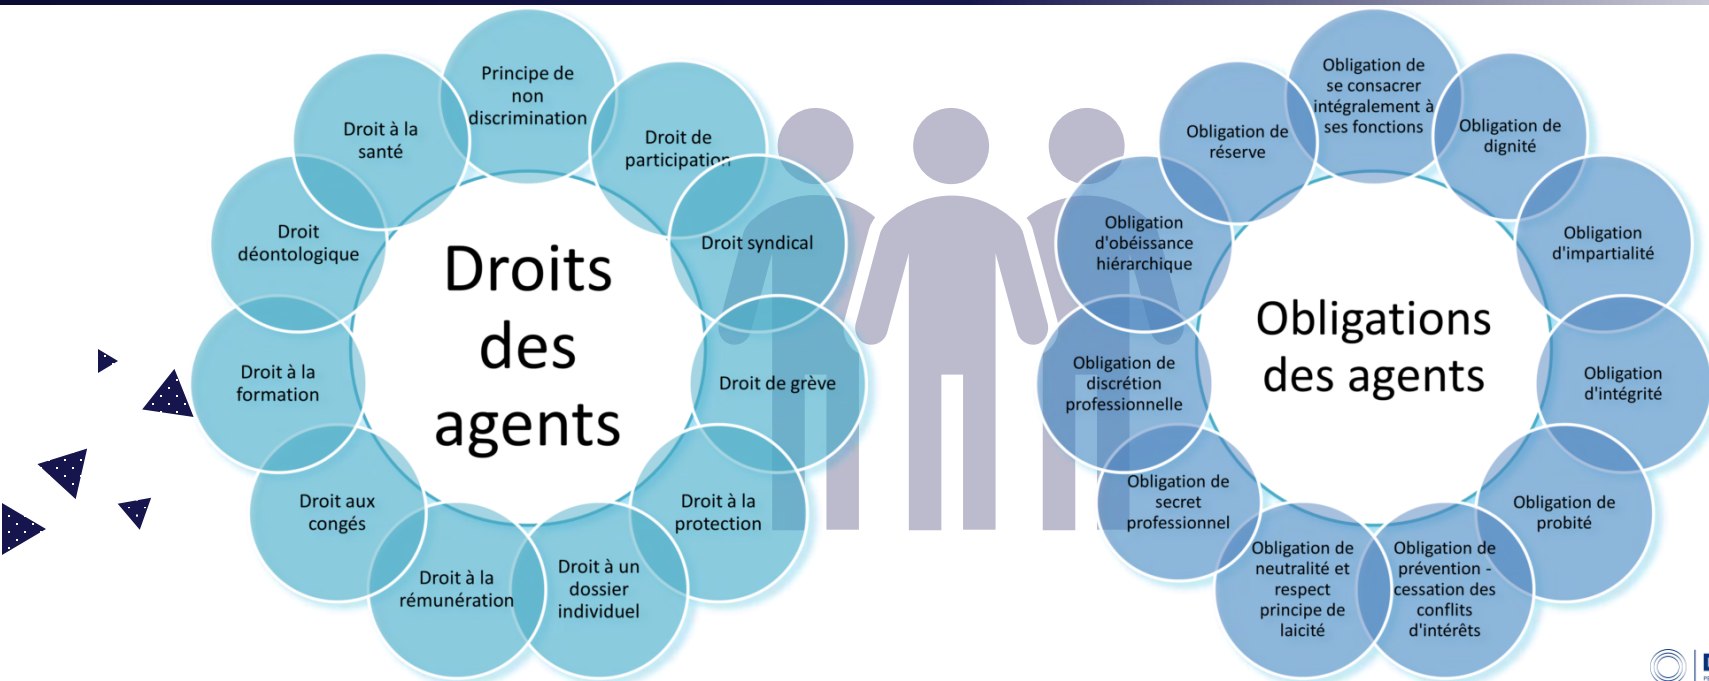 Droits
des
agents
Principe de
non
discrimination
Droit de
participation
Droit syndical
Droit de grève
Droit à la
protection
Droit à un
dossier
individuel
Droit à la
rémunération
Droit aux
congés
Droit à la
formation
Droit
déontologique
Droit à la
santé
Obligations
des agents
Obligation de
se consacrer
intégralement à
ses fonctions
Obligation de
dignité
Obligation
d'impartialité
Obligation
d'intégrité
Obligation de
probité
Obligation de
prévention -
cessation des
conflits
d'intérêts
Obligation de
neutralité et
respect
principe de
laicité
Obligation de
secret
professionnel
Obligation de
discrétion
professionnelle
Obligation
d'obéissance
hiérarchique
Obligation de
réserve